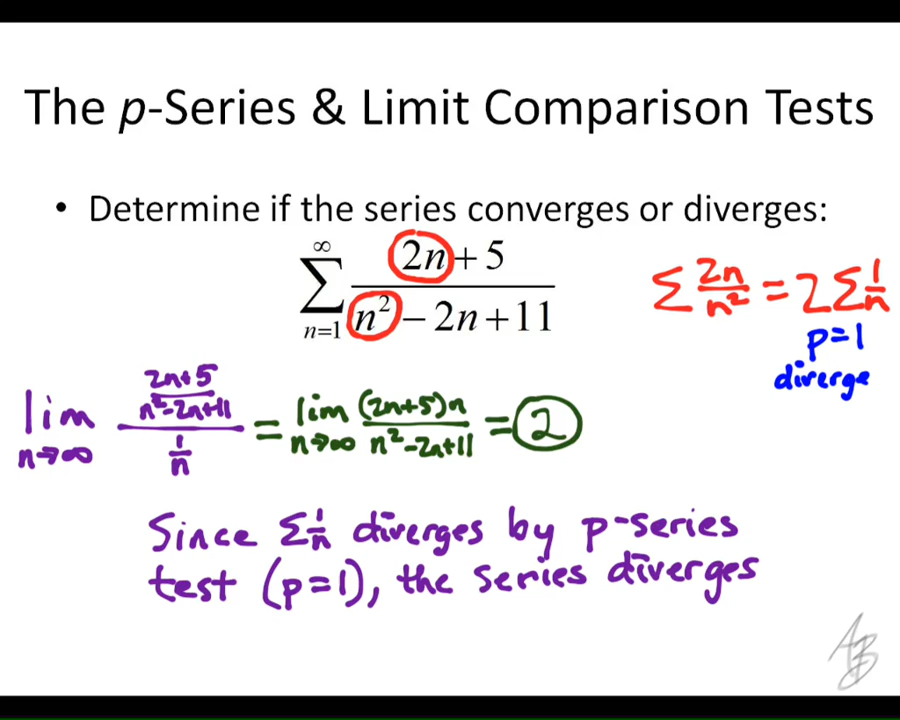 The p-Series & Limit Comparison Tests
• Determine if the series converges or diverges:
∞
∑ (2n + 5)/(n² − 2n + 11)
n=1
Σ 2n/n² = 2 Σ 1/n
p=1
diverge
lim n→∞ ((2n+5)/(n²-2n+11))/(1/n) = lim n→∞ ((2n+5)n)/(n²-2n+11) = 2
Since Σ 1/n diverges by p-series
test (p=1), the series diverges
AB